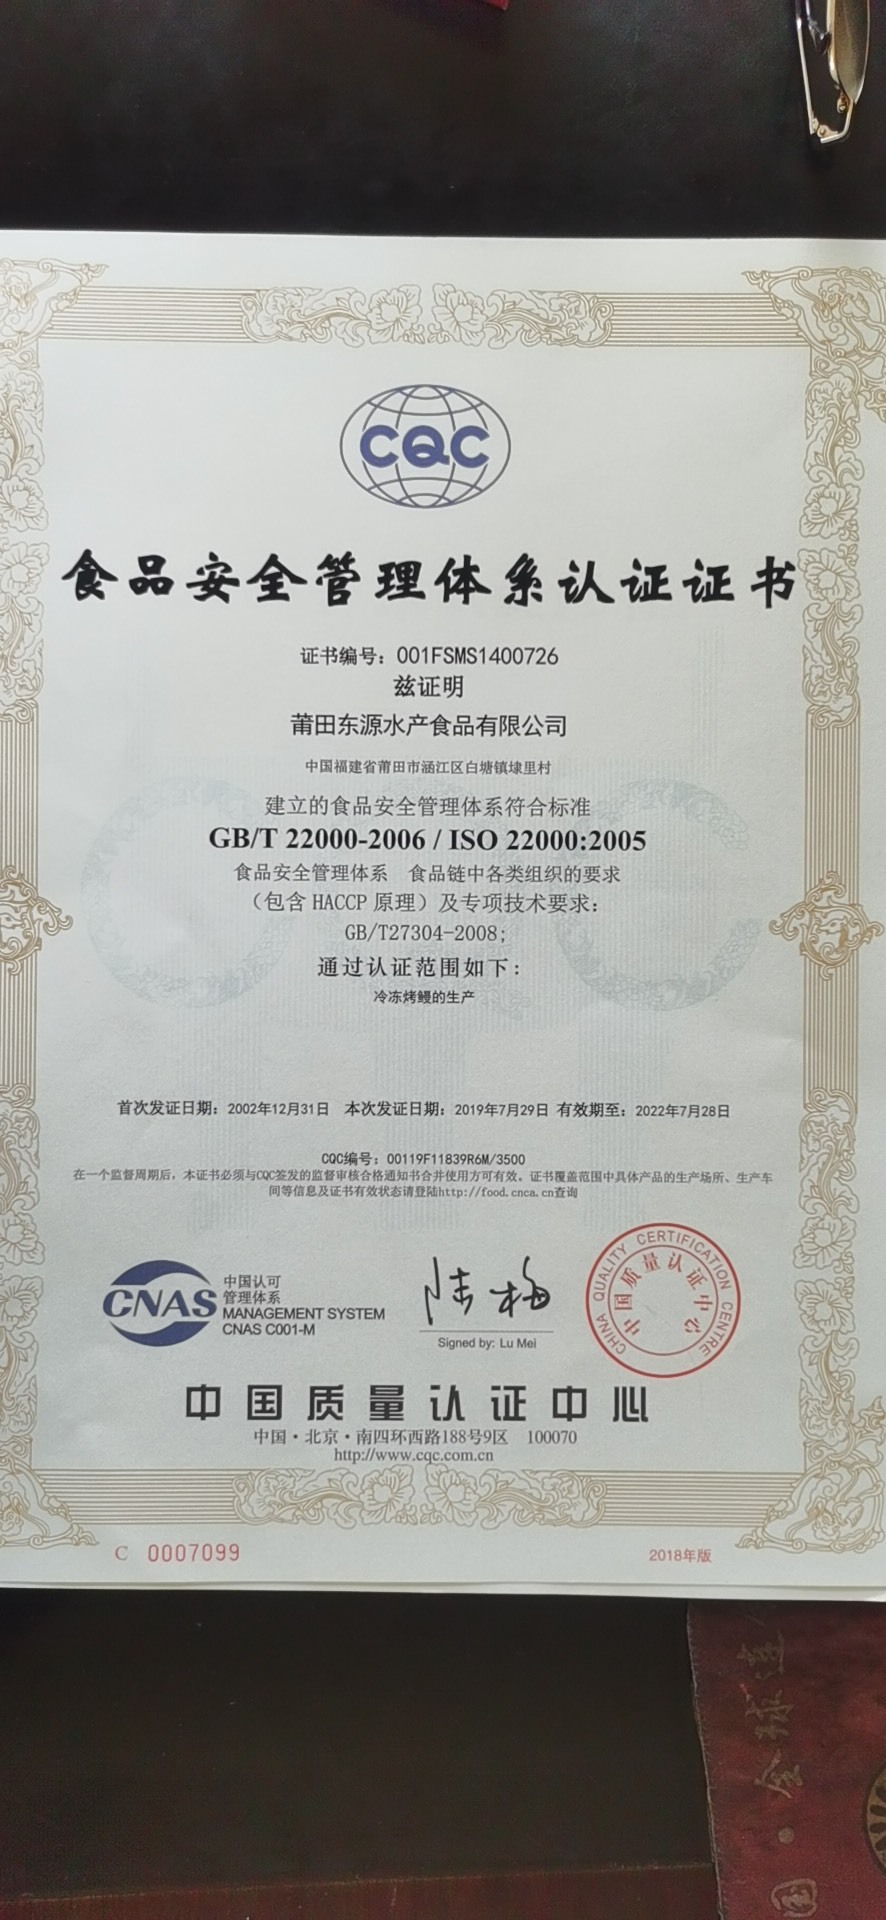 CQC
食品安全管理体系认证证书
证书编号：001FSMS1400726
兹证明
莆田东源水产食品有限公司
中国福建省莆田市涵江区白塘镇埭里村
建立的食品安全管理体系符合标准
GB/T 22000-2006 / ISO 22000:2005
食品安全管理体系　食品链中各类组织的要求
（包含 HACCP 原理）及专项技术要求：
GB/T27304-2008;
通过认证范围如下：
冷冻烤鳗的生产
首次发证日期：2002年12月31日 本次发证日期：2019年7月29日 有效期至：2022年7月28日
CQC编号：00119F11839R6M/3500
在一个监督周期后，本证书必须与CQC签发的监督审核合格通知书合并使用方可有效。证书覆盖范围中具体产品的生产场所、生产车
间等信息及证书有效状态请登陆http://food.cnca.cn查询
CNAS
中国认可
管理体系
MANAGEMENT SYSTEM
CNAS C001-M
陆梅
Signed by: Lu Mei
CHINA QUALITY CERTIFICATION CENTRE
中国质量认证中心
中国质量认证中心
中国·北京·南四环西路188号9区 100070
http://www.cqc.com.cn
C 0007099
2018年版